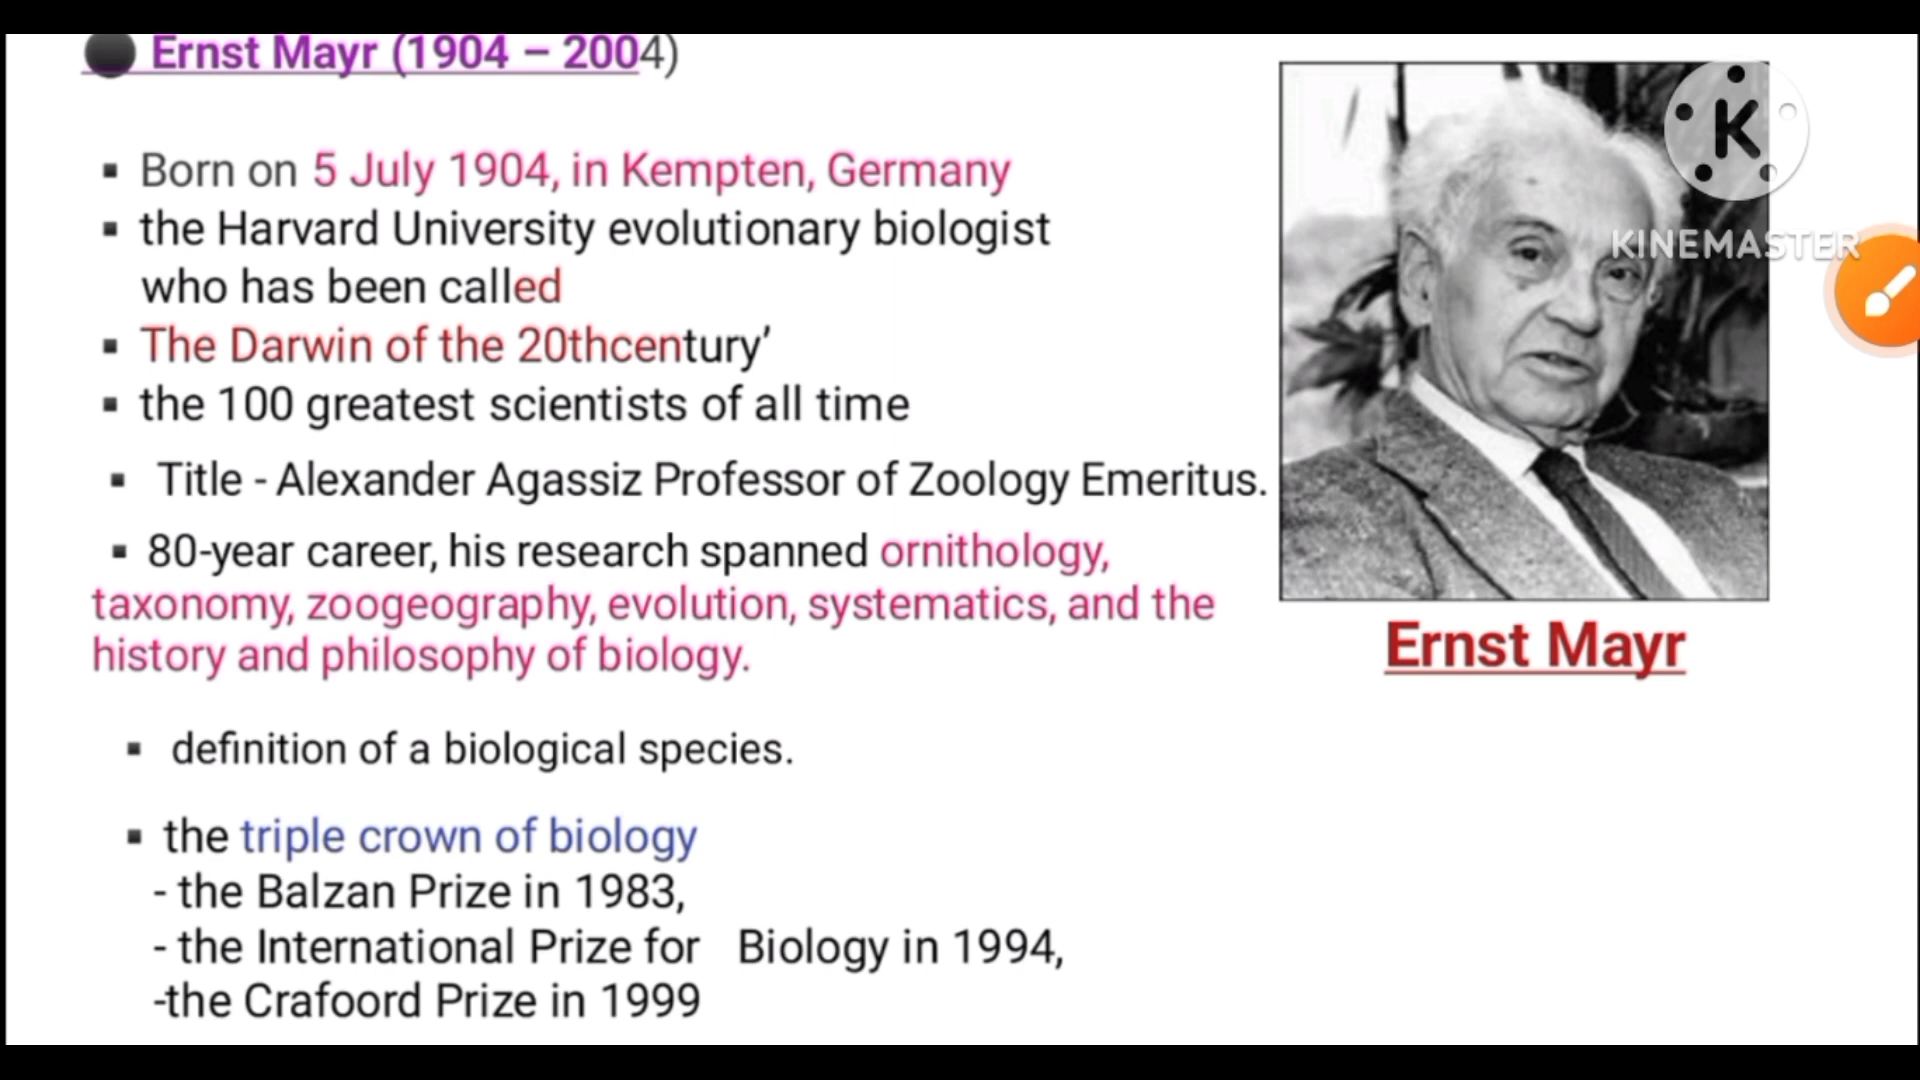 Ernst Mayr (1904 – 2004)
▪ Born on 5 July 1904, in Kempten, Germany
▪ the Harvard University evolutionary biologist
who has been called
▪ The Darwin of the 20thcentury’
▪ the 100 greatest scientists of all time
▪ Title - Alexander Agassiz Professor of Zoology Emeritus.
▪ 80-year career, his research spanned ornithology,
taxonomy, zoogeography, evolution, systematics, and the
history and philosophy of biology.
▪ definition of a biological species.
▪ the triple crown of biology
- the Balzan Prize in 1983,
- the International Prize for Biology in 1994,
-the Crafoord Prize in 1999
K
KINEMASTER
Ernst Mayr